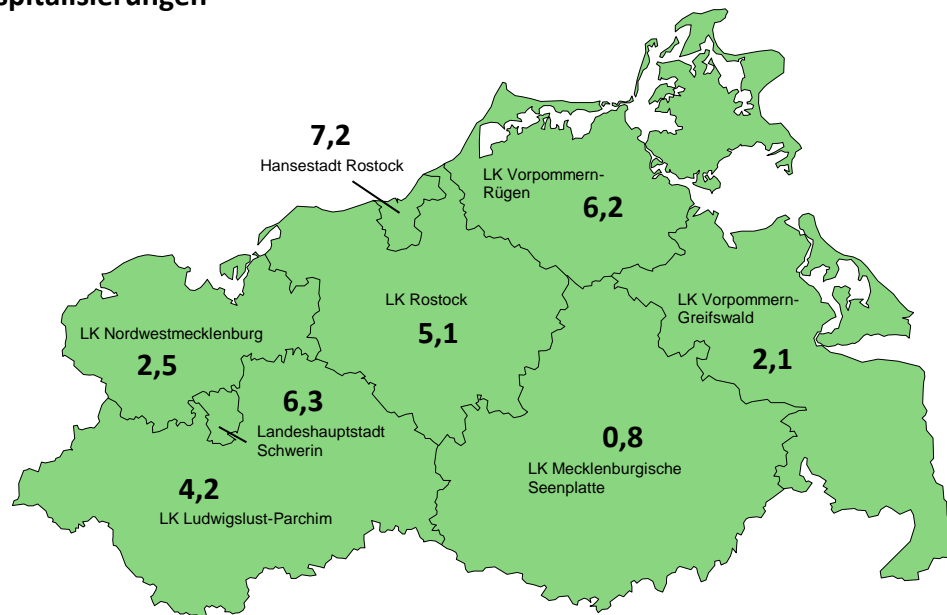 spitalisierungen
7,2
Hansestadt Rostock
LK Vorpommern-
Rügen
6,2
LK Rostock
5,1
LK Vorpommern-
Greifswald
2,1
LK Nordwestmecklenburg
2,5
6,3
Landeshauptstadt
Schwerin
0,8
LK Mecklenburgische
Seenplatte
4,2
LK Ludwigslust-Parchim